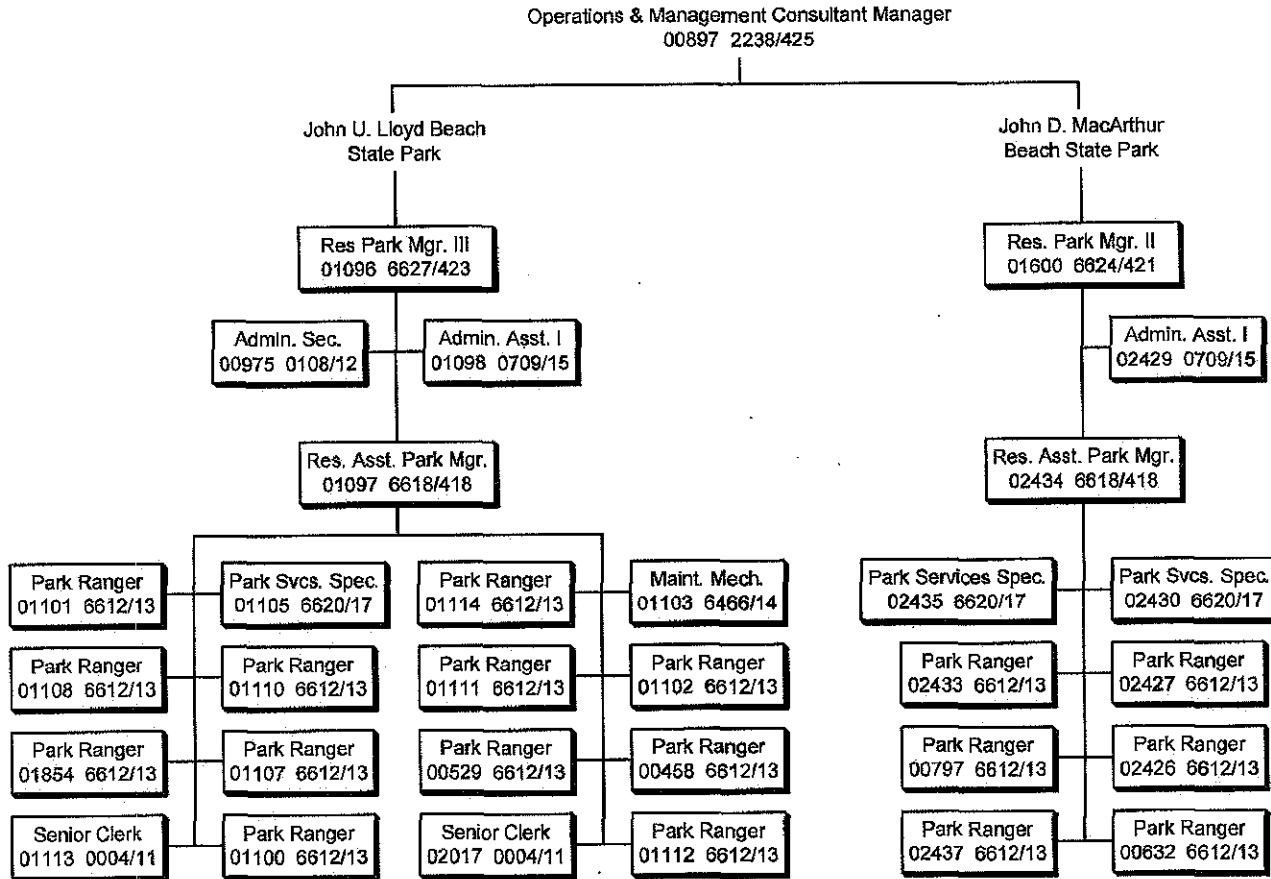 Operations & Management Consultant Manager
00897 2238/425
John U. Lloyd Beach
State Park
John D. MacArthur
Beach State Park
Res Park Mgr. III
01096 6627/423
Res. Park Mgr. II
01600 6624/421
Admin. Sec.
00975 0108/12
Admin. Asst. I
01098 0709/15
Admin. Asst. I
02429 0709/15
Res. Asst. Park Mgr.
01097 6618/418
Res. Asst. Park Mgr.
02434 6618/418
Park Ranger
01101 6612/13
Park Svcs. Spec.
01105 6620/17
Park Ranger
01114 6612/13
Maint. Mech.
01103 6466/14
Park Services Spec.
02435 6620/17
Park Svcs. Spec.
02430 6620/17
Park Ranger
01108 6612/13
Park Ranger
01110 6612/13
Park Ranger
01111 6612/13
Park Ranger
01102 6612/13
Park Ranger
02433 6612/13
Park Ranger
02427 6612/13
Park Ranger
01854 6612/13
Park Ranger
01107 6612/13
Park Ranger
00529 6612/13
Park Ranger
00458 6612/13
Park Ranger
00797 6612/13
Park Ranger
02426 6612/13
Senior Clerk
01113 0004/11
Park Ranger
01100 6612/13
Senior Clerk
02017 0004/11
Park Ranger
01112 6612/13
Park Ranger
02437 6612/13
Park Ranger
00632 6612/13